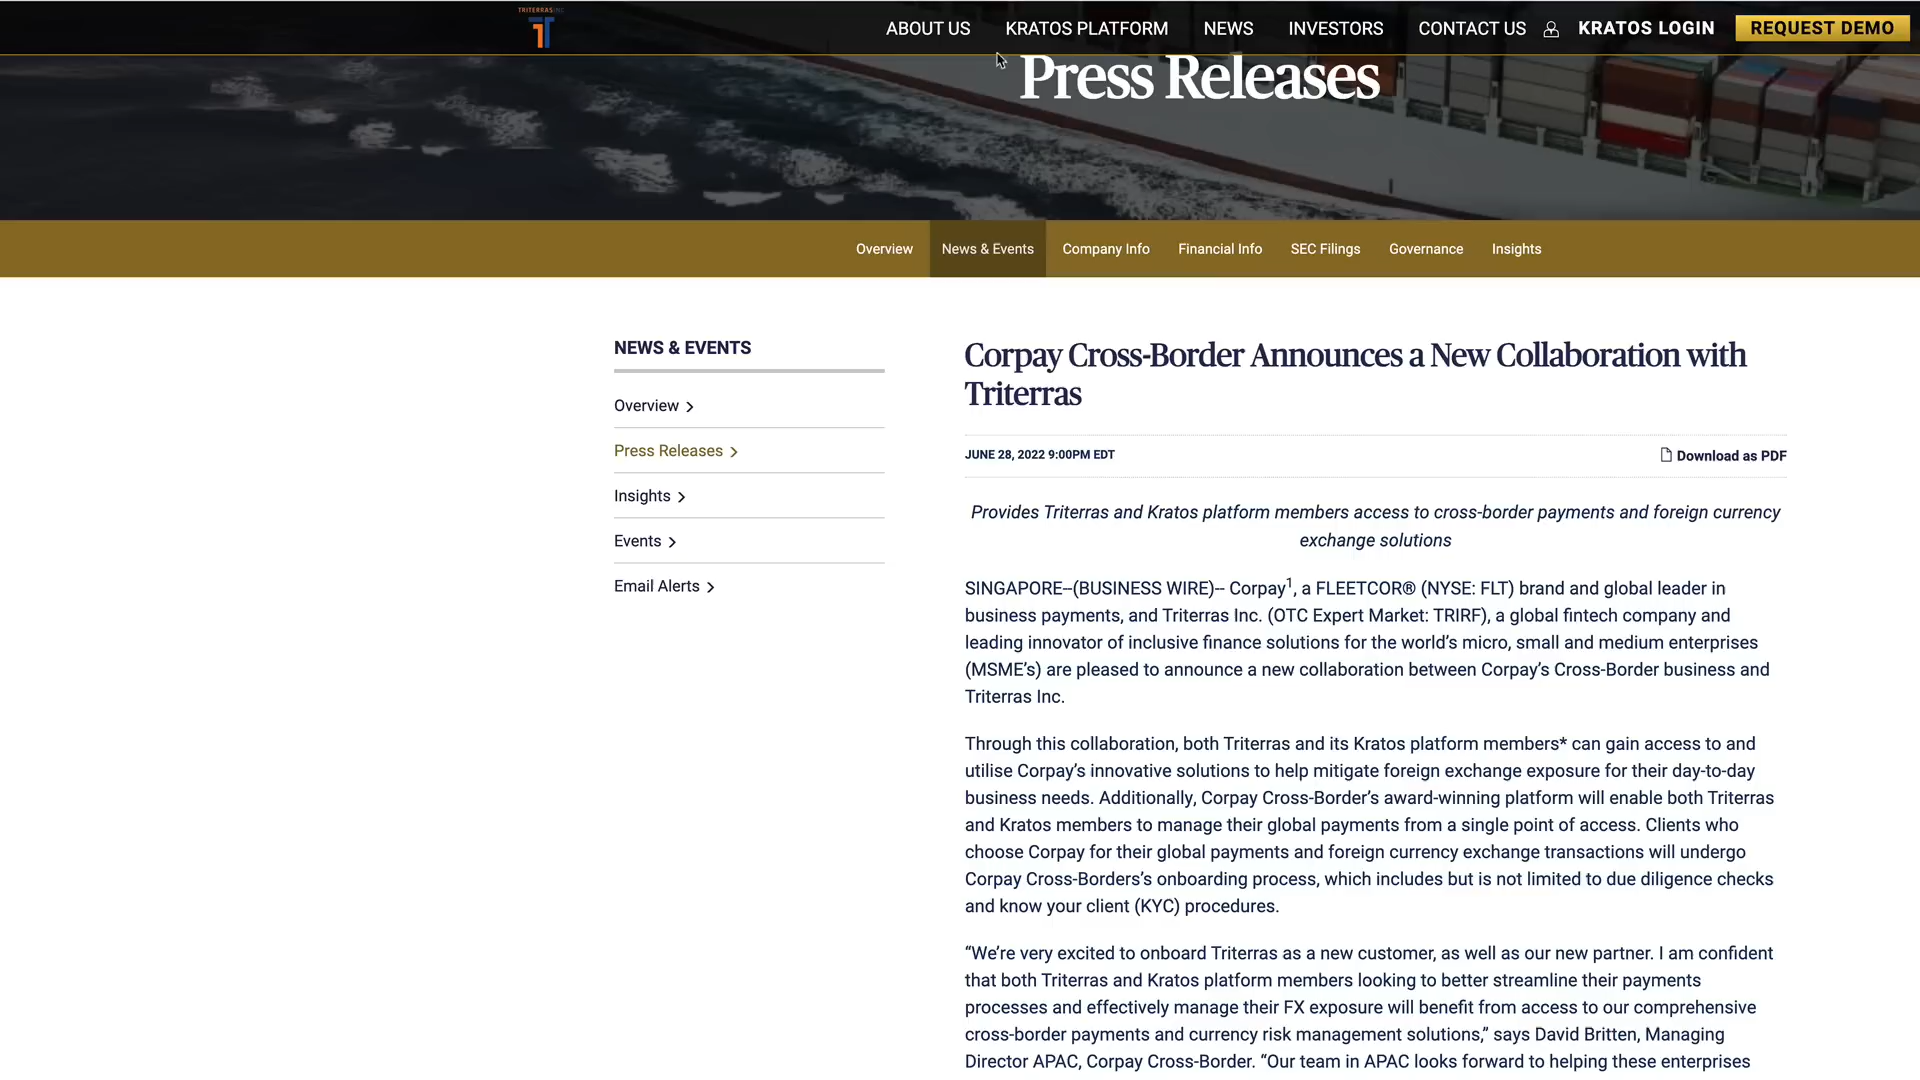 TRITERRAS INC
ABOUT US KRATOS PLATFORM NEWS INVESTORS CONTACT US KRATOS LOGIN REQUEST DEMO
Press Releases
Overview News & Events Company Info Financial Info SEC Filings Governance Insights
NEWS & EVENTS
Overview
Press Releases
Insights
Events
Email Alerts
Corpay Cross-Border Announces a New Collaboration with
Triterras
JUNE 28, 2022 9:00PM EDT
Download as PDF
Provides Triterras and Kratos platform members access to cross-border payments and foreign currency
exchange solutions
SINGAPORE--(BUSINESS WIRE)-- Corpay¹, a FLEETCOR® (NYSE: FLT) brand and global leader in
business payments, and Triterras Inc. (OTC Expert Market: TRIRF), a global fintech company and
leading innovator of inclusive finance solutions for the world’s micro, small and medium enterprises
(MSME’s) are pleased to announce a new collaboration between Corpay’s Cross-Border business and
Triterras Inc.
Through this collaboration, both Triterras and its Kratos platform members* can gain access to and
utilise Corpay’s innovative solutions to help mitigate foreign exchange exposure for their day-to-day
business needs. Additionally, Corpay Cross-Border’s award-winning platform will enable both Triterras
and Kratos members to manage their global payments from a single point of access. Clients who
choose Corpay for their global payments and foreign currency exchange transactions will undergo
Corpay Cross-Borders’s onboarding process, which includes but is not limited to due diligence checks
and know your client (KYC) procedures.
“We’re very excited to onboard Triterras as a new customer, as well as our new partner. I am confident
that both Triterras and Kratos platform members looking to better streamline their payments
processes and effectively manage their FX exposure will benefit from access to our comprehensive
cross-border payments and currency risk management solutions,” says David Britten, Managing
Director APAC, Corpay Cross-Border. “Our team in APAC looks forward to helping these enterprises